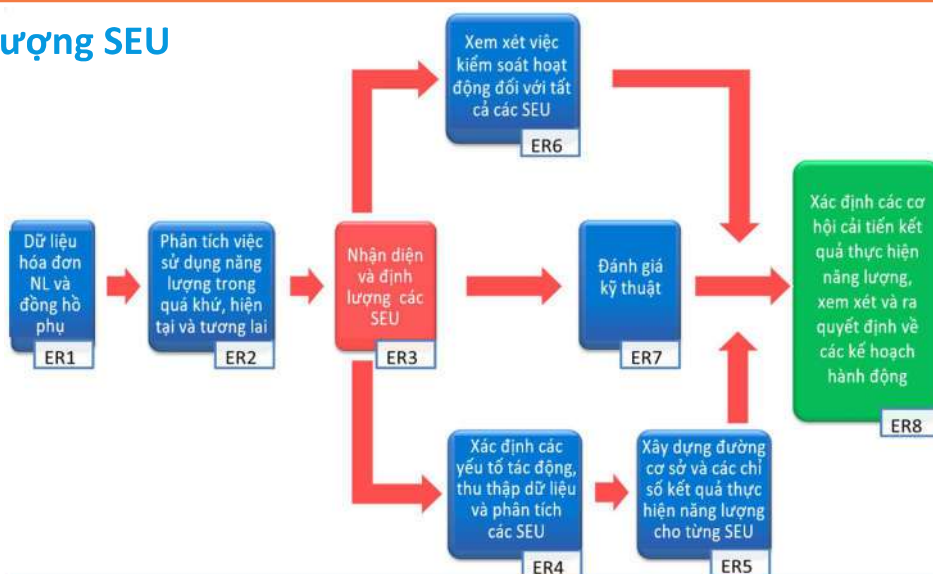 ượng SEU
Xem xét việc
kiểm soát hoạt
động đối với tất
cả các SEU
ER6
Dữ liệu
hóa đơn
NL và
đồng hồ
phụ
ER1
Phân tích việc
sử dụng năng
lượng trong
quá khứ, hiện
tại và tương lai
ER2
Nhận diện
và định
lượng các
SEU
ER3
Đánh giá
kỹ thuật
ER7
Xác định các yếu
yếu tố tác động,
thu thập dữ liệu
và phân tích
các SEU
ER4
Xây dựng đường
cơ sở và các chỉ
số kết quả thực
hiện năng lượng
cho từng SEU
ER5
Xác định các cơ
hội cải tiến kết
quả thực hiện
năng lượng,
xem xét và ra
quyết định về
các kế hoạch
hành động
ER8